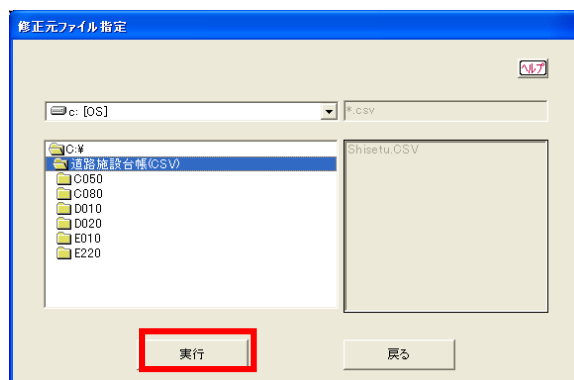 修正元ファイル指定
ヘルプ
c: [OS]
*.csv
C:¥
道路施設台帳(CSV)
C050
C080
D010
D020
E010
E220
Shisetu.CSV
実行
戻る